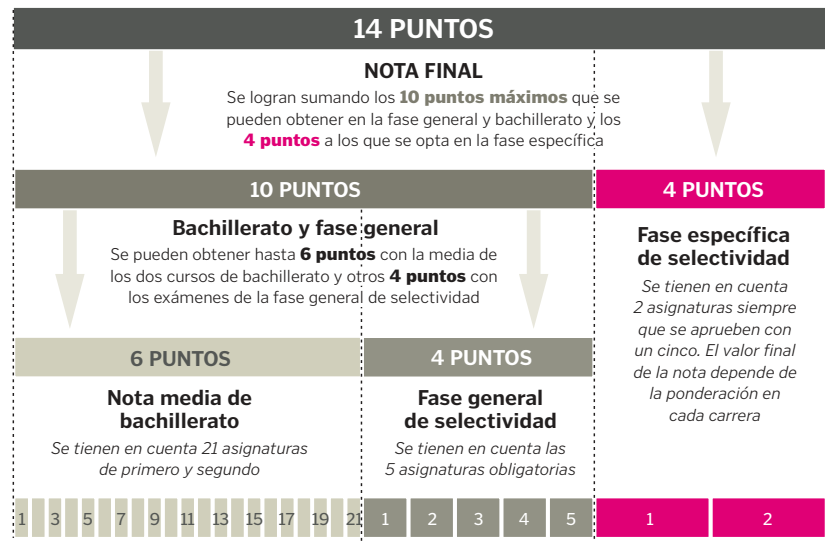 14 PUNTOS
NOTA FINAL
Se logran sumando los 10 puntos máximos que se
pueden obtener en la fase general y bachillerato y los
4 puntos a los que se opta en la fase específica
10 PUNTOS
4 PUNTOS
Bachillerato y fase general
Se pueden obtener hasta 6 puntos con la media de
los dos cursos de bachillerato y otros 4 puntos con
los exámenes de la fase general de selectividad
Fase específica
de selectividad
Se tienen en cuenta
2 asignaturas siempre
que se aprueben con
un cinco. El valor final
de la nota depende de
la ponderación en
cada carrera
6 PUNTOS
4 PUNTOS
Nota media de
bachillerato
Se tienen en cuenta 21 asignaturas
de primero y segundo
Fase general
de selectividad
Se tienen en cuenta las
5 asignaturas obligatorias
1 3 5 7 9 11 13 15 17 19 21
1 2 3 4 5
1 2